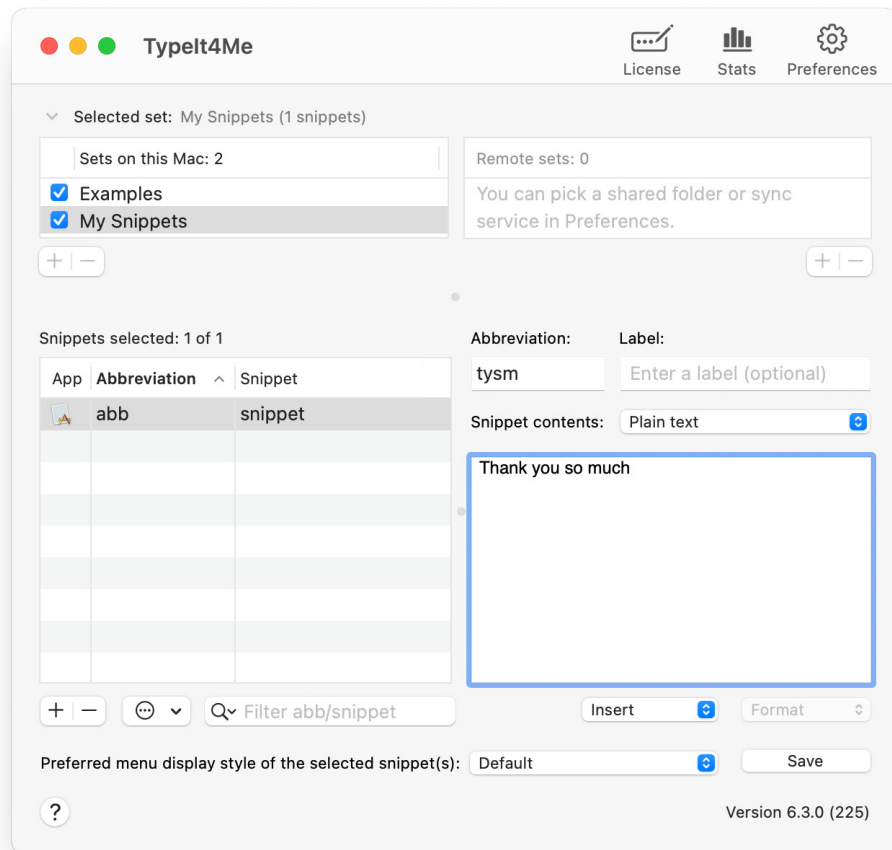 TypeIt4Me
License
Stats
Preferences
Selected set: My Snippets (1 snippets)
Sets on this Mac: 2
Examples
My Snippets
Remote sets: 0
You can pick a shared folder or sync
service in Preferences.
Snippets selected: 1 of 1
App Abbreviation Snippet
abb snippet
Abbreviation: Label:
tysm Enter a label (optional)
Snippet contents: Plain text
Thank you so much
Filter abb/snippet
Insert Format
Preferred menu display style of the selected snippet(s): Default Save
? Version 6.3.0 (225)